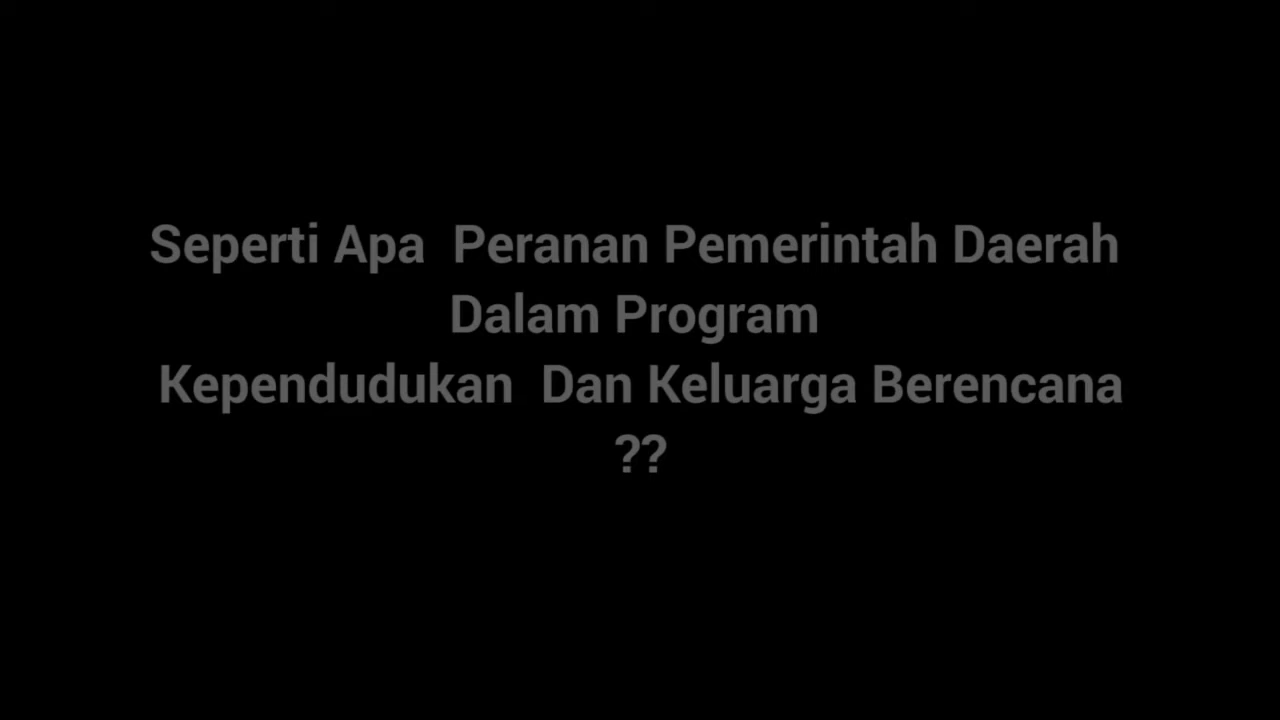 Seperti Apa  Peranan Pemerintah Daerah
Dalam Program
Kependudukan  Dan Keluarga Berencana
??